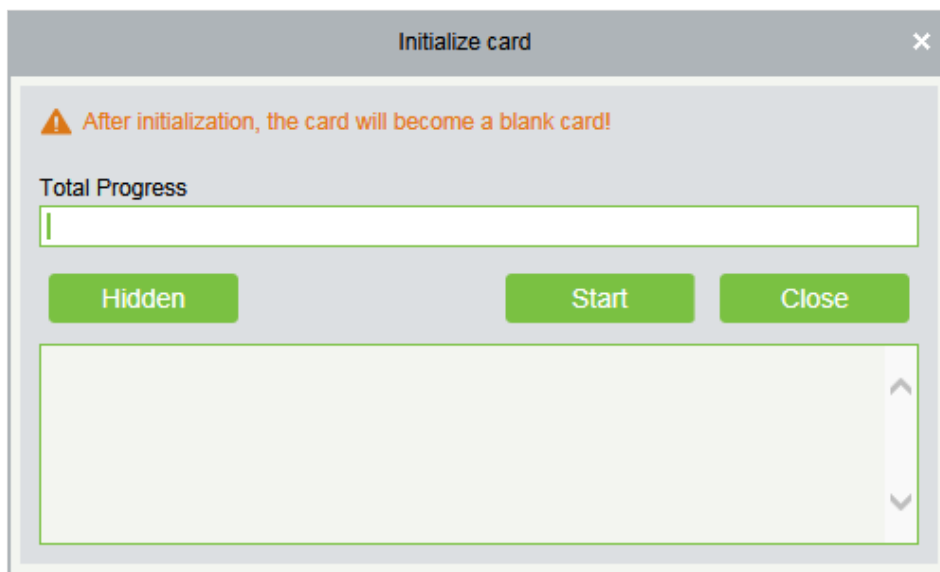 Initialize card
After initialization, the card will become a blank card!
Total Progress
Hidden
Start
Close